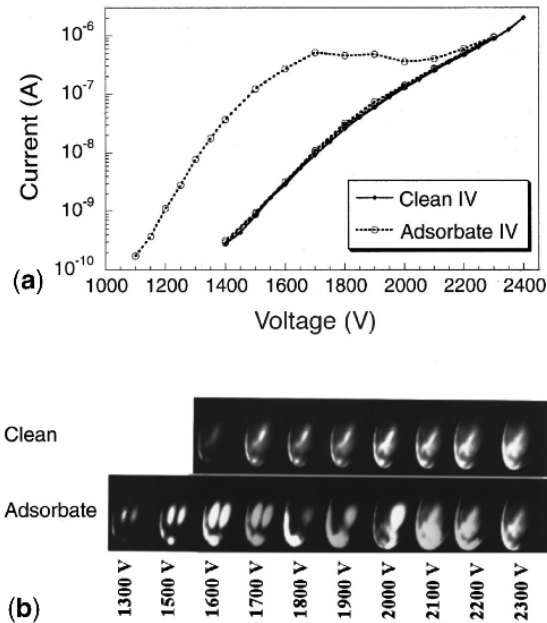 10⁻⁶
10⁻⁷
10⁻⁸
10⁻⁹
10⁻¹⁰
Current (A)
Clean IV
Adsorbate IV
1000 1200 1400 1600 1800 2000 2200 2400
(a)
Voltage (V)
Clean
Adsorbate
1300 V 1500 V 1600 V 1700 V 1800 V 1900 V 2000 V 2100 V 2200 V 2300 V
(b)